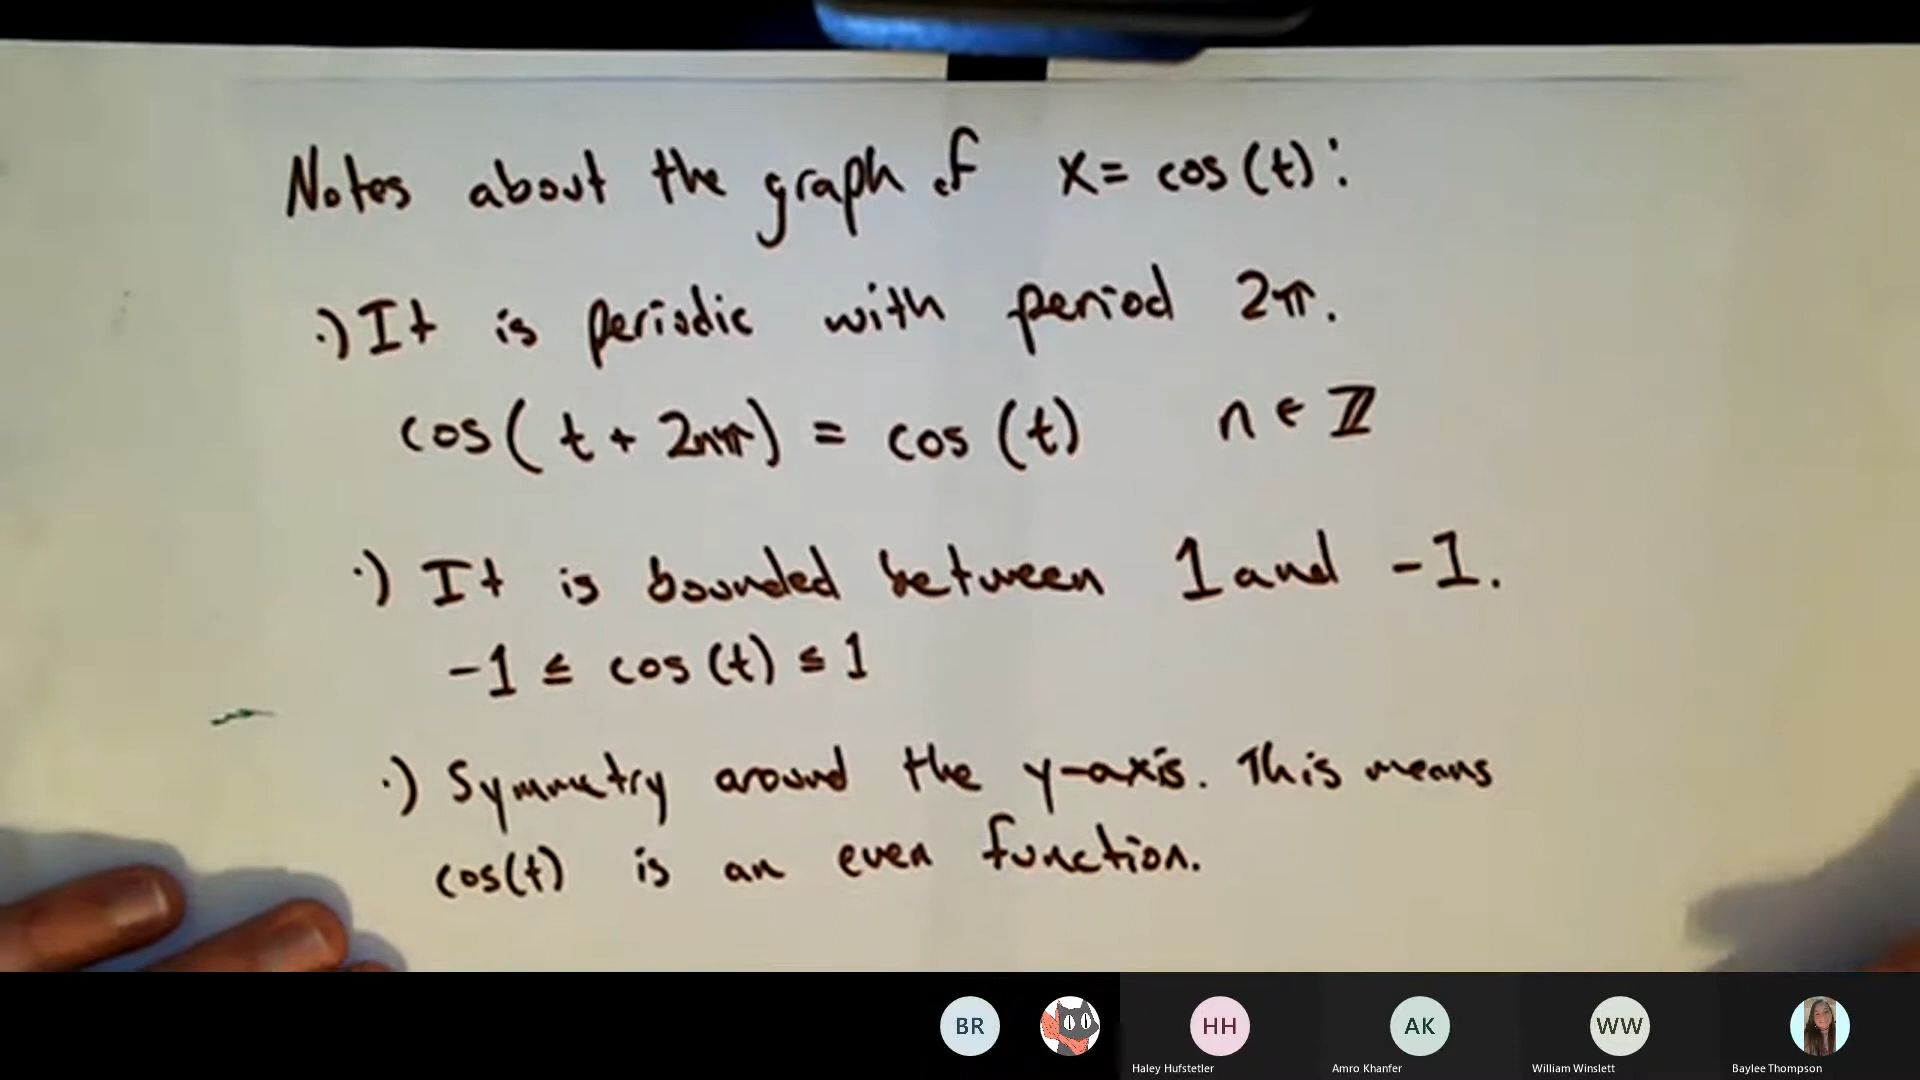 Notes about the graph of x = cos(t):
·) It is periodic with period 2π.
cos(t + 2nπ) = cos(t) n ∈ ℤ
·) It is bounded between 1 and -1.
-1 ≤ cos(t) ≤ 1
·) Symmetry around the y-axis. This means
cos(t) is an even function.
BR HH AK WW
Haley Hufstetler Amro Khanfer William Winslett Baylee Thompson